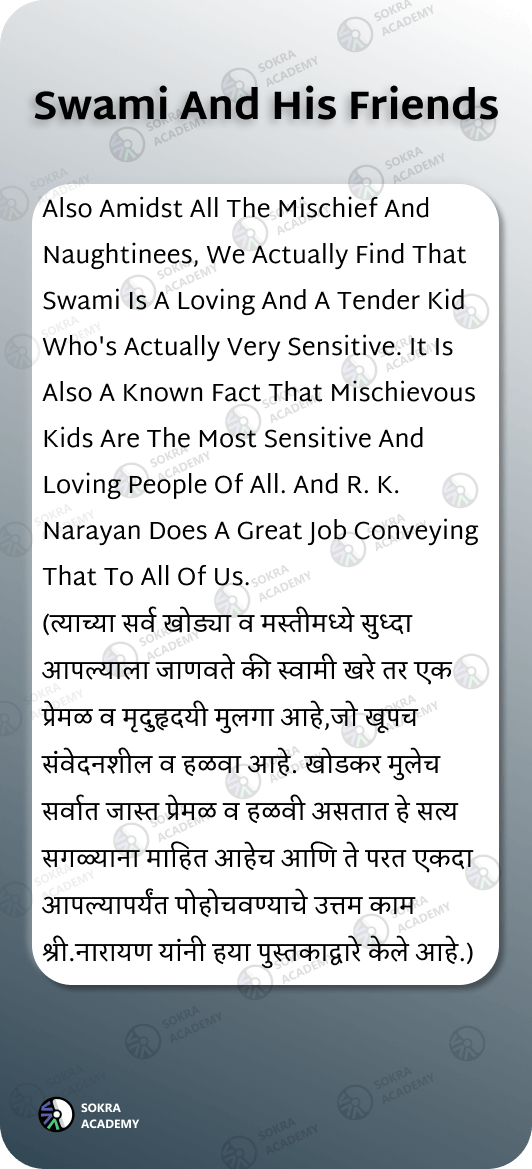 Swami And His Friends
Also Amidst All The Mischief And
Naughtinees, We Actually Find That
Swami Is A Loving And A Tender Kid
Who's Actually Very Sensitive. It Is
Also A Known Fact That Mischievous
Kids Are The Most Sensitive And
Loving People Of All. And R. K.
Narayan Does A Great Job Conveying
That To All Of Us.
(त्याच्या सर्व खोड्या व मस्तीमध्ये सुध्दा
आपल्याला जाणवते की स्वामी खरे तर एक
प्रेमळ व मृदुहृदयी मुलगा आहे,जो खूपच
संवेदनशील व हळवा आहे. खोडकर मुलेच
सर्वात जास्त प्रेमळ व हळवी असतात हे सत्य
सगळ्याना माहित आहेच आणि ते परत एकदा
आपल्यापर्यंत पोहोचवण्याचे उत्तम काम
श्री.नारायण यांनी हया पुस्तकाद्वारे केले आहे.)
SOKRA
ACADEMY